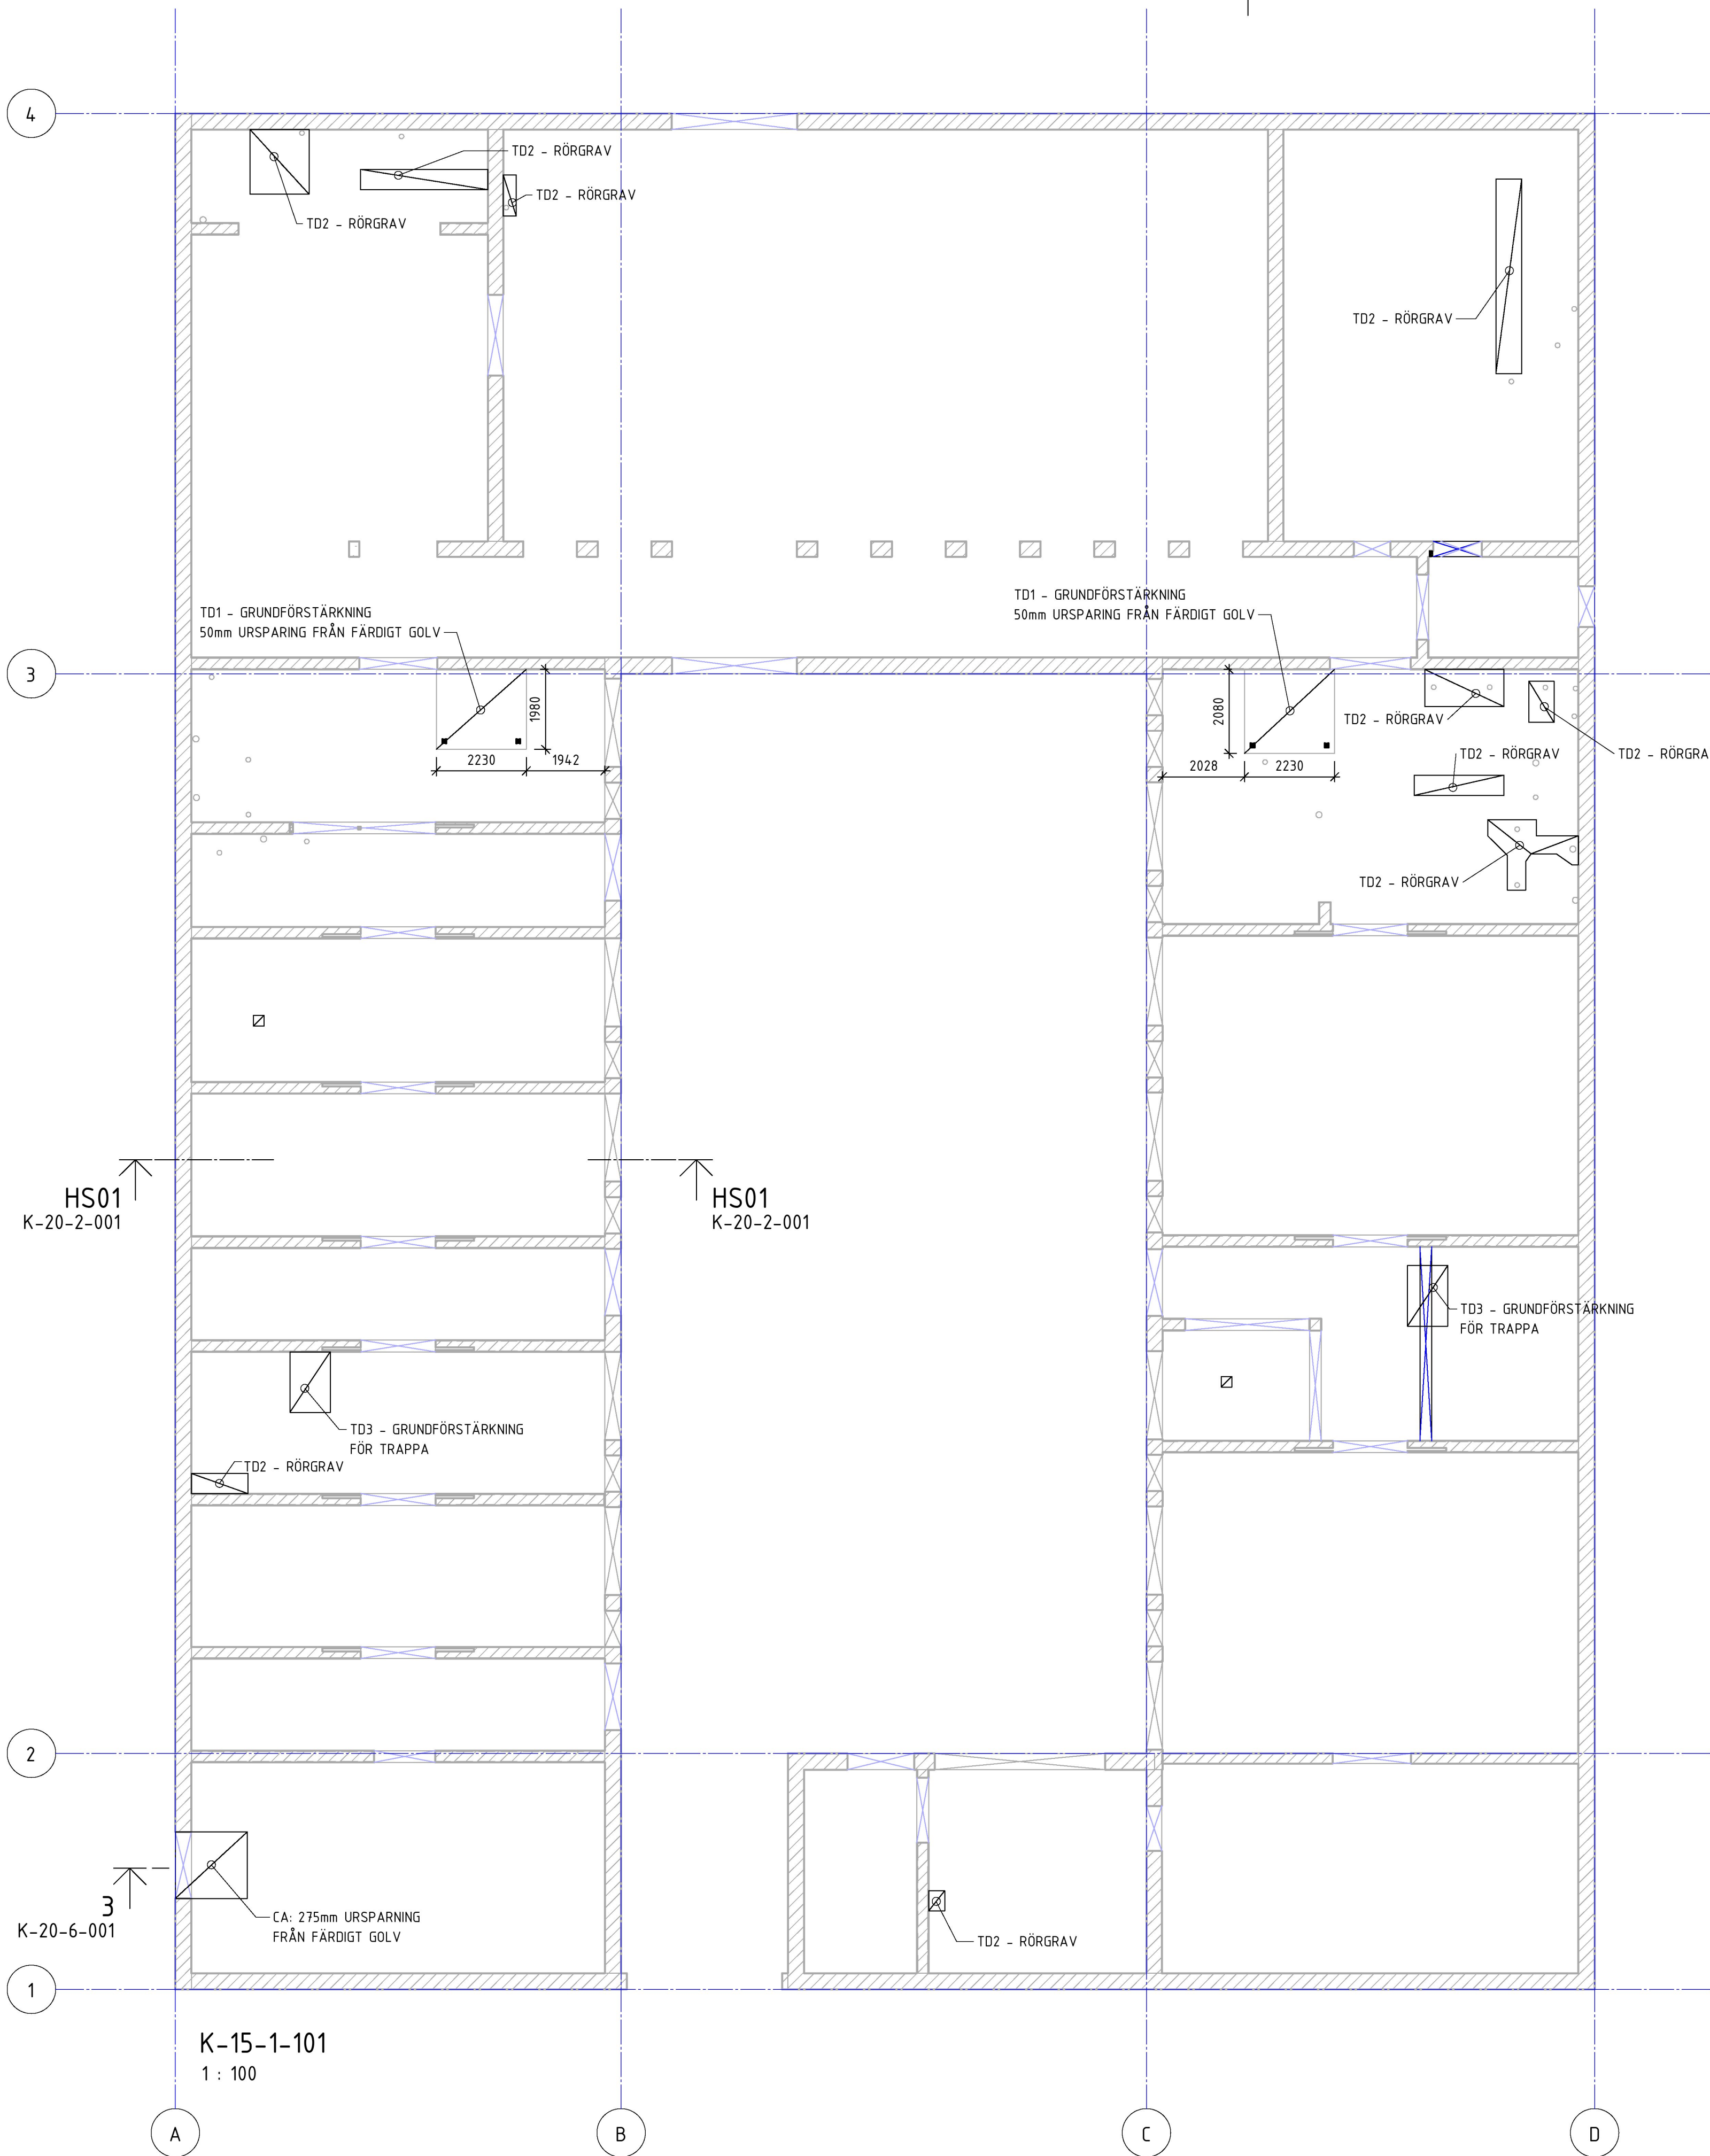 4
TD2 - RÖRGRAV
TD2 - RÖRGRAV
TD2 - RÖRGRAV
TD2 - RÖRGRAV
TD1 - GRUNDFÖRSTÄRKNING
50mm URSPARING FRÅN FÄRDIGT GOLV
TD1 - GRUNDFÖRSTÄRKNING
50mm URSPARING FRÅN FÄRDIGT GOLV
3
1980
2230
1942
2080
2028
2230
TD2 - RÖRGRAV
TD2 - RÖRGRAV
TD2 - RÖRGRA
TD2 - RÖRGRAV
HS01
K-20-2-001
HS01
K-20-2-001
TD3 - GRUNDFÖRSTÄRKNING
FÖR TRAPPA
TD3 - GRUNDFÖRSTÄRKNING
FÖR TRAPPA
TD2 - RÖRGRAV
2
3
K-20-6-001
CA: 275mm URSPARNING
FRÅN FÄRDIGT GOLV
TD2 - RÖRGRAV
1
K-15-1-101
1 : 100
A
B
C
D